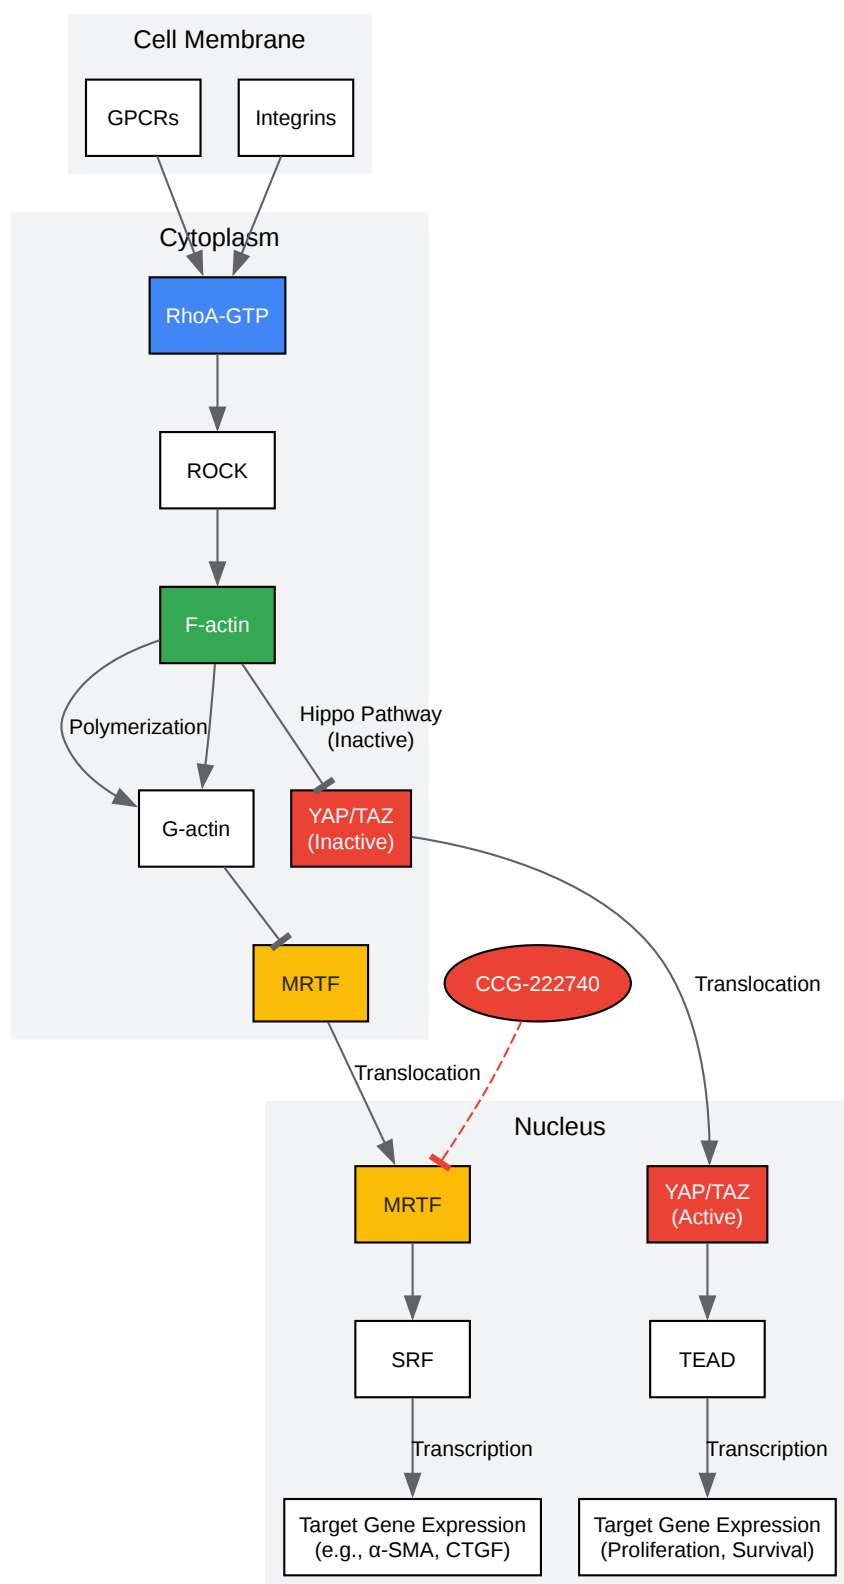 Cell Membrane
GPCRs
Integrins
Cytoplasm
RhoA-GTP
ROCK
F-actin
Polymerization
Hippo Pathway
(Inactive)
G-actin
YAP/TAZ
(Inactive)
MRTF
CCG-222740
Translocation
Translocation
Nucleus
MRTF
YAP/TAZ
(Active)
SRF
TEAD
Transcription
Transcription
Target Gene Expression
(e.g., α-SMA, CTGF)
Target Gene Expression
(Proliferation, Survival)